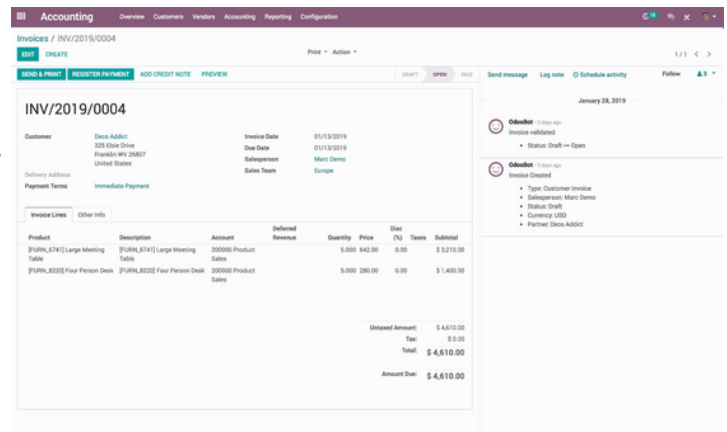 Accounting Overview Customers Vendors Accounting Reporting Configuration
Invoices / INV/2019/0004
EDIT CREATE Print Action 1/1
SEND & PRINT REGISTER PAYMENT ADD CREDIT NOTE PREVIEW DRAFT OPEN PAID
Send message Log note Schedule activity Follow 3
INV/2019/0004
Customer Deco Addict
325 Elsie Drive
Franklin WV 26807
United States
Delivery Address
Payment Terms Immediate Payment
Invoice Date 01/13/2019
Due Date 01/13/2019
Salesperson Marc Demo
Sales Team Europe
Invoice Lines Other Info
Product Description Account Deferred Revenue Quantity Price Disc (%) Taxes Subtotal
[FURN_6741] Large Meeting Table [FURN_6741] Large Meeting Table 200000 Product Sales 5.000 642.00 0.00 $ 3,210.00
[FURN_8220] Four Person Desk [FURN_8220] Four Person Desk 200000 Product Sales 5.000 280.00 0.00 $ 1,400.00
Untaxed Amount: $ 4,610.00
Tax: $ 0.00
Total: $ 4,610.00
Amount Due: $ 4,610.00
January 28, 2019
OdooBot - 3 days ago
Invoice validated
Status: Draft → Open
OdooBot - 3 days ago
Invoice Created
Type: Customer Invoice
Salesperson: Marc Demo
Status: Draft
Currency: USD
Partner: Deco Addict